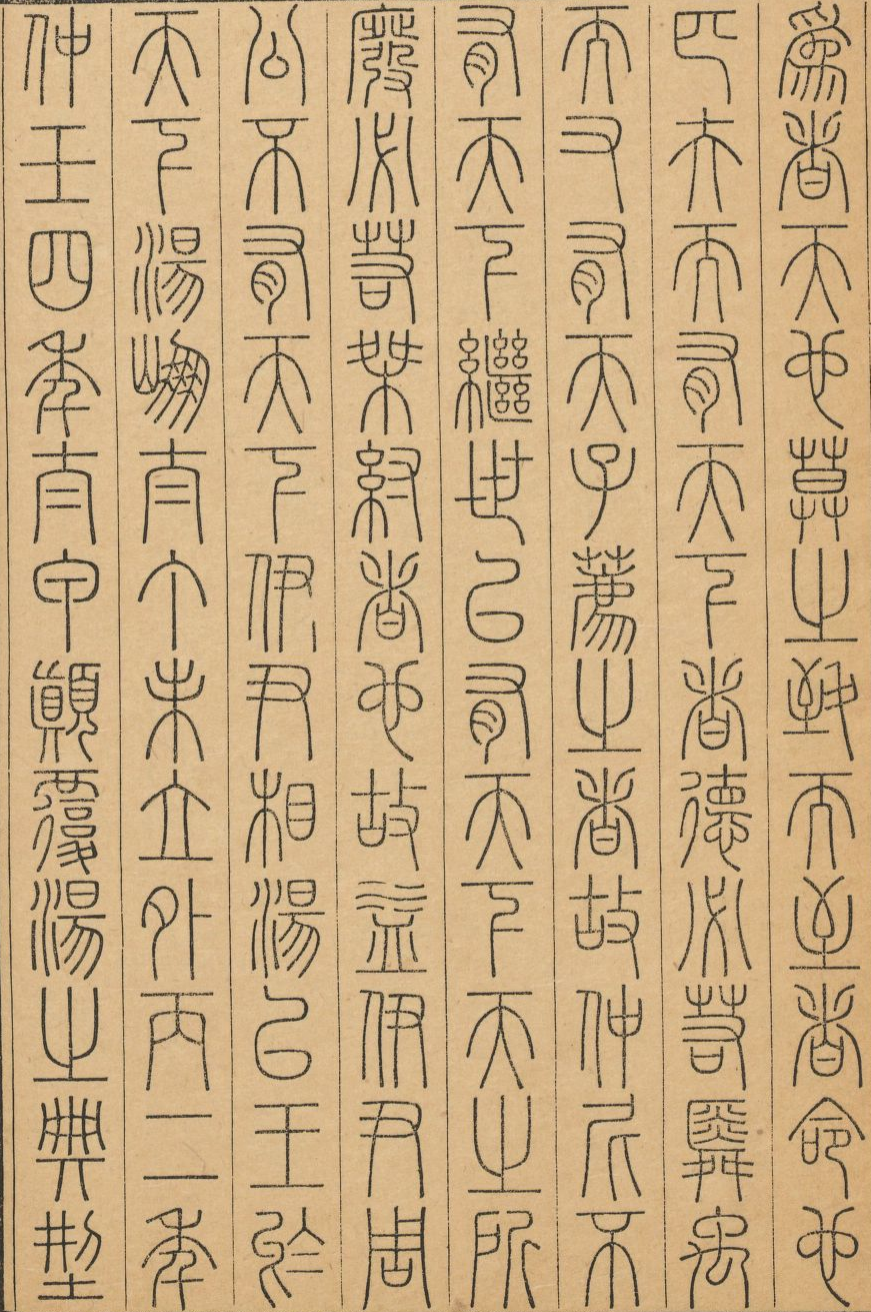 爲者天也莫之致而至者命也
匹夫而有天下者德必若舜禹
而又有天子薦之者故仲尼不
有天下繼世㠯有天下天之所
廢必若桀紂者也故益伊尹周
公不有天下伊尹相湯㠯王於
天下湯崩太丁未立外丙二年
仲壬四年太甲顚覆湯之典型